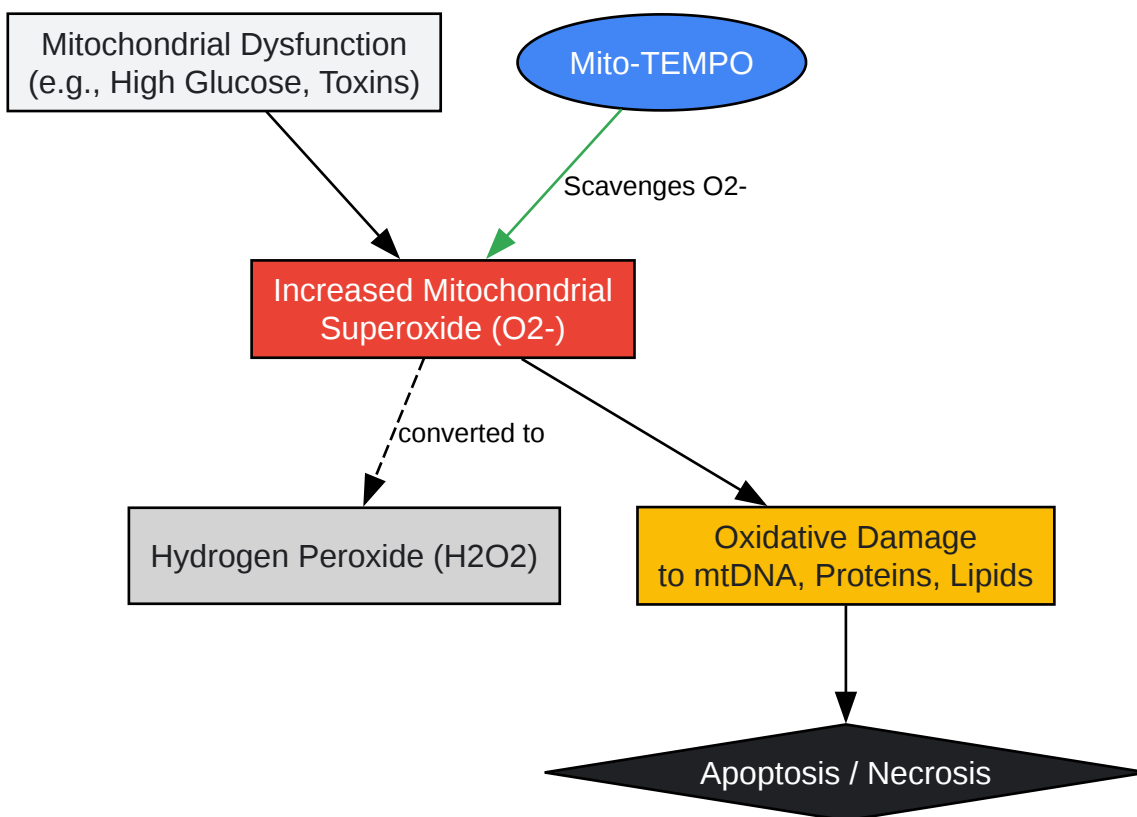 Mitochondrial Dysfunction
(e.g., High Glucose, Toxins)
Mito-TEMPO
Scavenges O2-
Increased Mitochondrial
Superoxide (O2-)
converted to
Hydrogen Peroxide (H2O2)
Oxidative Damage
to mtDNA, Proteins, Lipids
Apoptosis / Necrosis